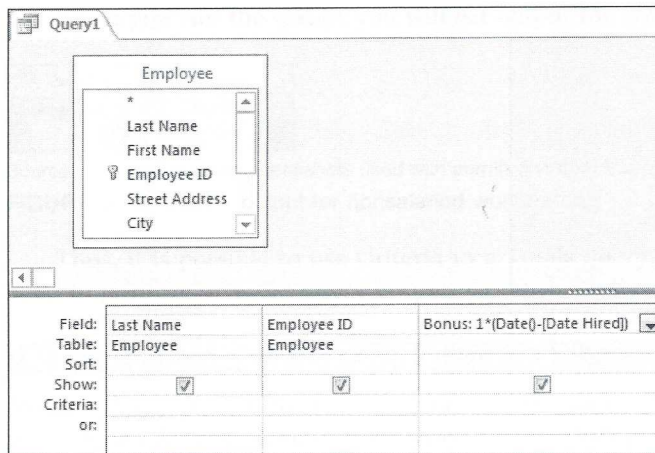 Query1
Employee
*
Last Name
First Name
Employee ID
Street Address
City
Field: Last Name Employee ID Bonus: 1*(Date()-[Date Hired])
Table: Employee Employee
Sort:
Show:
Criteria:
or: